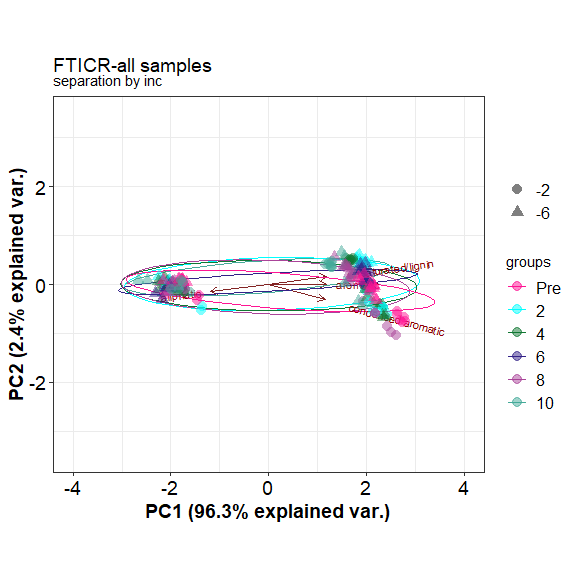 FTICR-all samples
separation by inc
PC2 (2.4% explained var.)
2
0
-2
-4
-2
0
2
4
PC1 (96.3% explained var.)
-2
-6
groups
Pre
2
4
6
8
10
aromatic